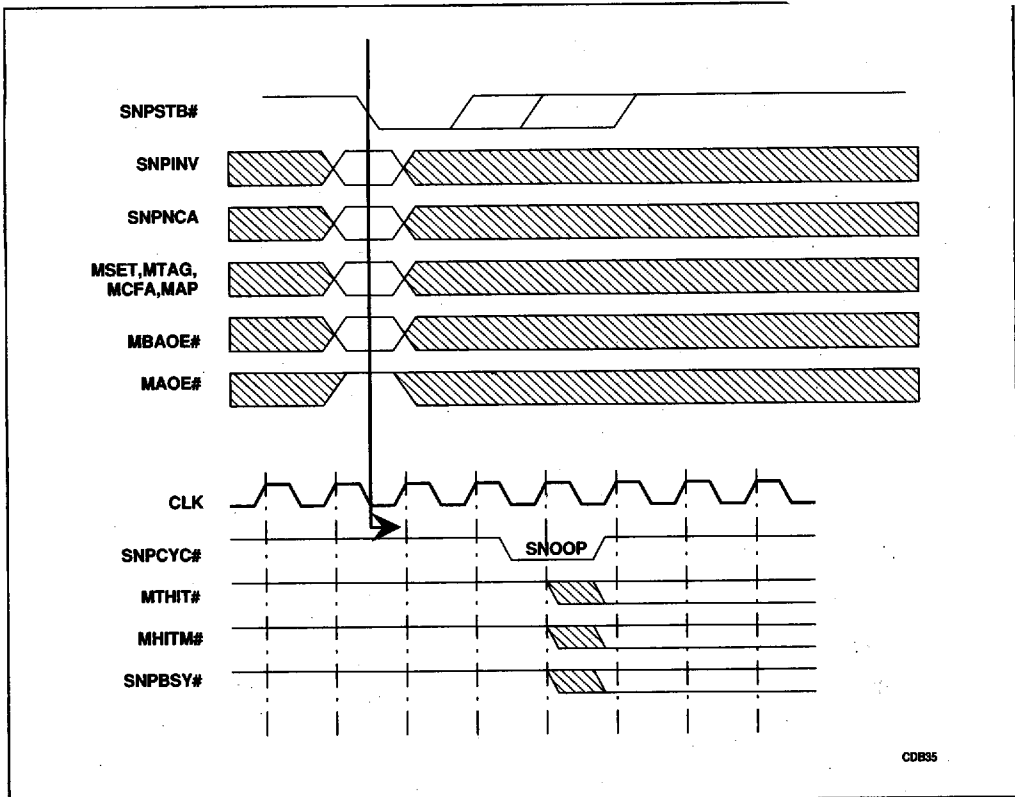 SNPSTB#
SNPINV
SNPNCA
MSET,MTAG,
MCFA,MAP
MBAOE#
MAOE#
CLK
SNPCYC#
SNOOP
MTHIT#
MHITM#
SNPBSY#
CDB35